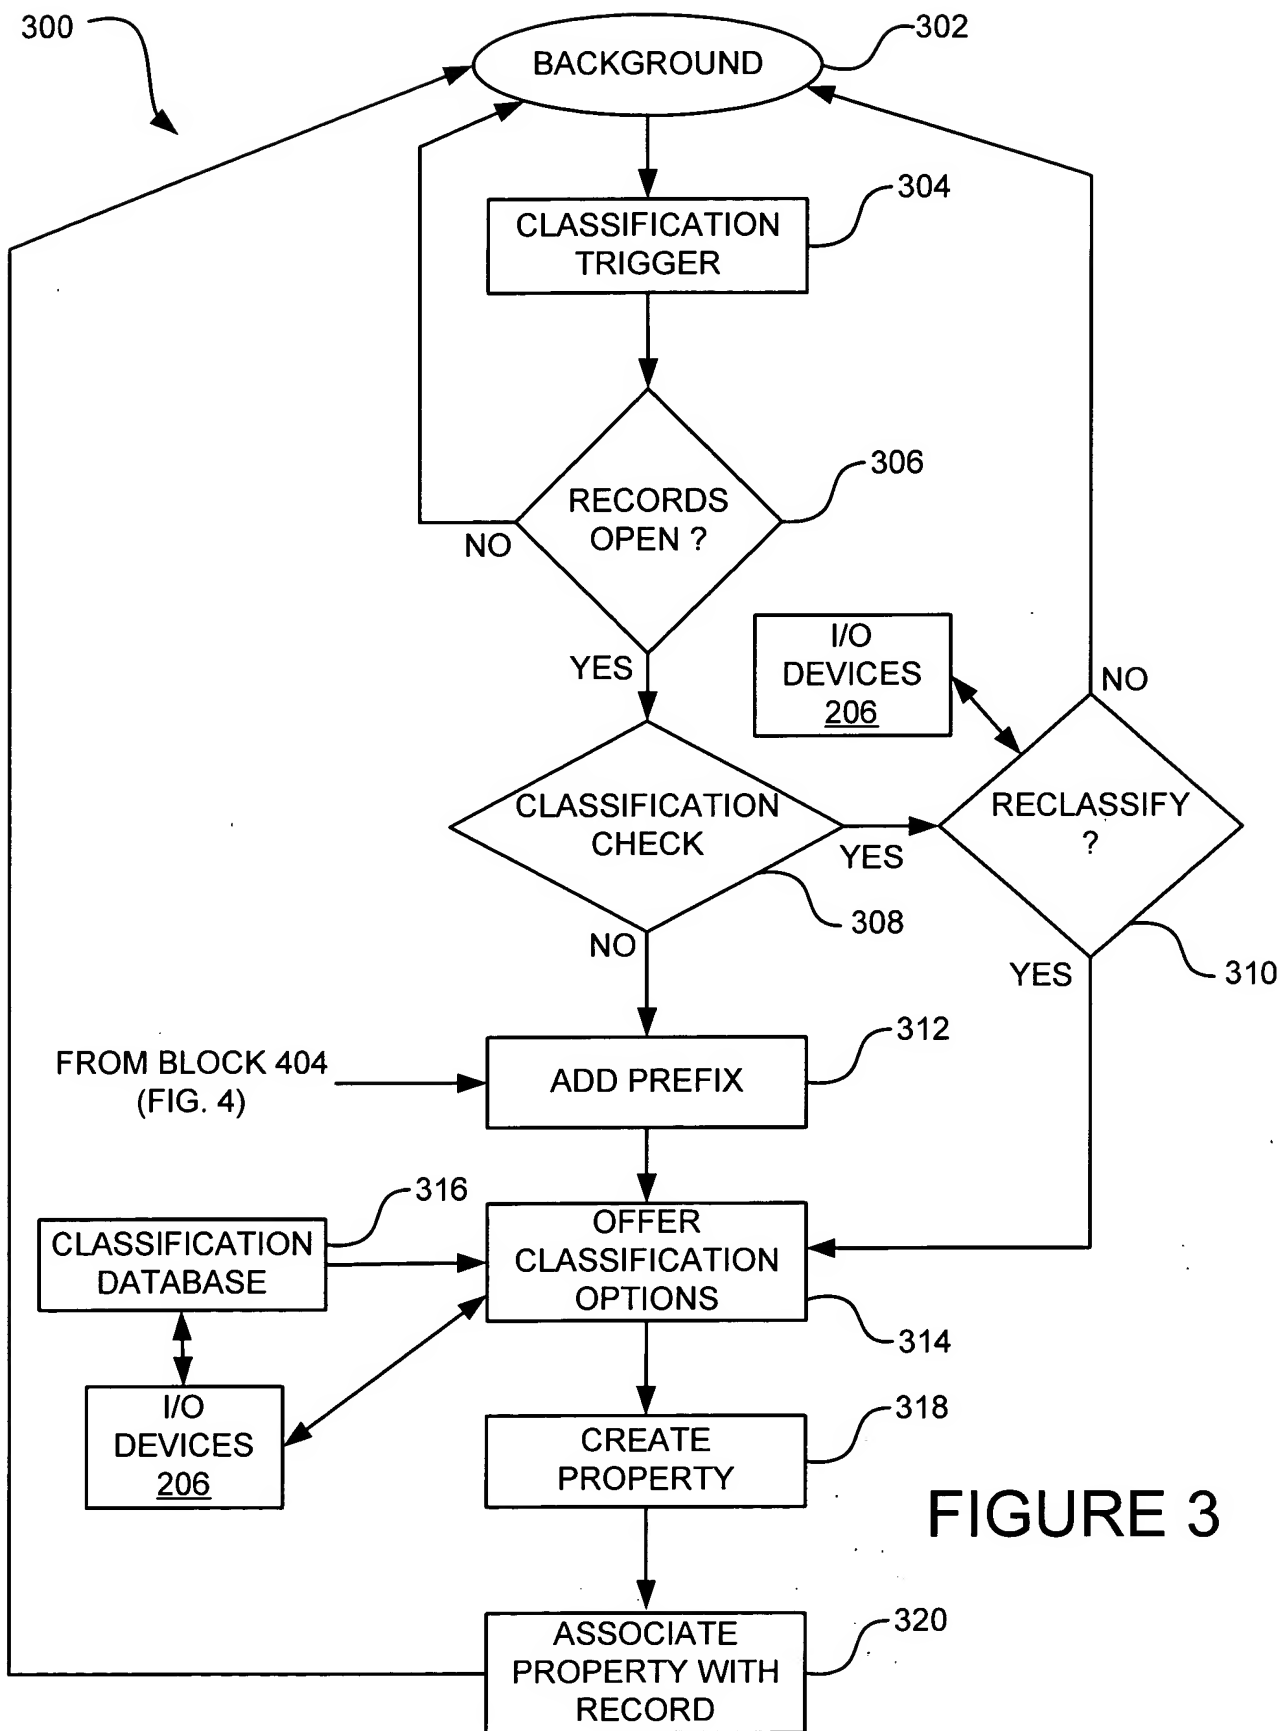 300
BACKGROUND
302
CLASSIFICATION
TRIGGER
304
RECORDS
OPEN ?
306
NO
YES
I/O
DEVICES
206
NO
CLASSIFICATION
CHECK
YES
308
RECLASSIFY
?
310
NO
YES
FROM BLOCK 404
(FIG. 4)
ADD PREFIX
312
316
CLASSIFICATION
DATABASE
OFFER
CLASSIFICATION
OPTIONS
314
I/O
DEVICES
206
CREATE
PROPERTY
318
FIGURE 3
ASSOCIATE
PROPERTY WITH
RECORD
320